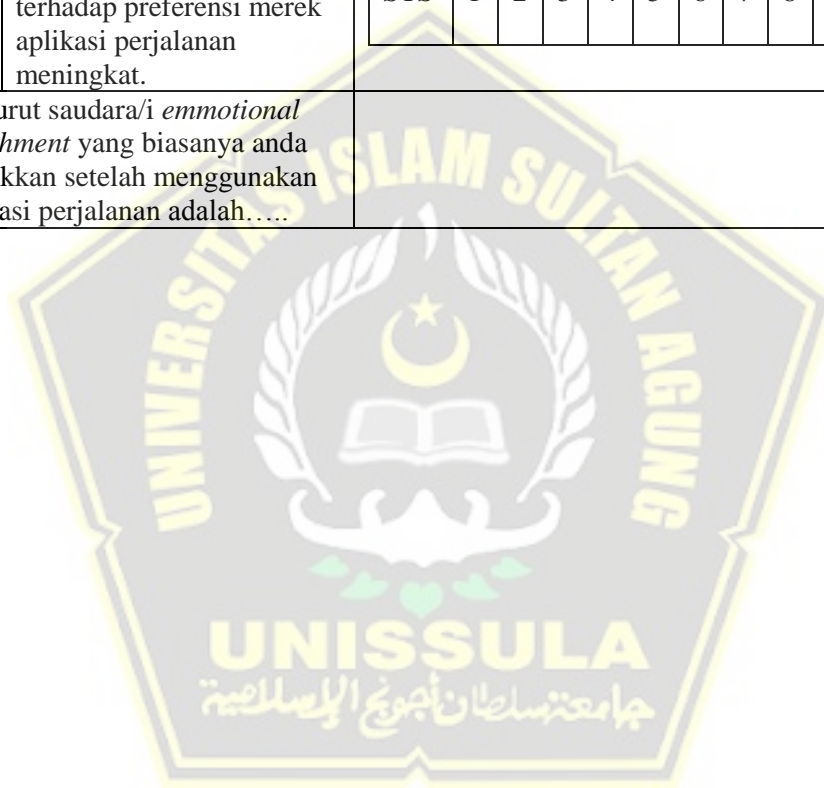 terhadap preferensi merek
aplikasi perjalanan
meningkat.
urut saudara/i emmotional
hment yang biasanya anda
kkan setelah menggunakan
asi perjalanan adalah…..
UNIVERSITAS ISLAM SULTAN AGUNG
UNISSULA
جامعة سلطان أجونج الإسلامية